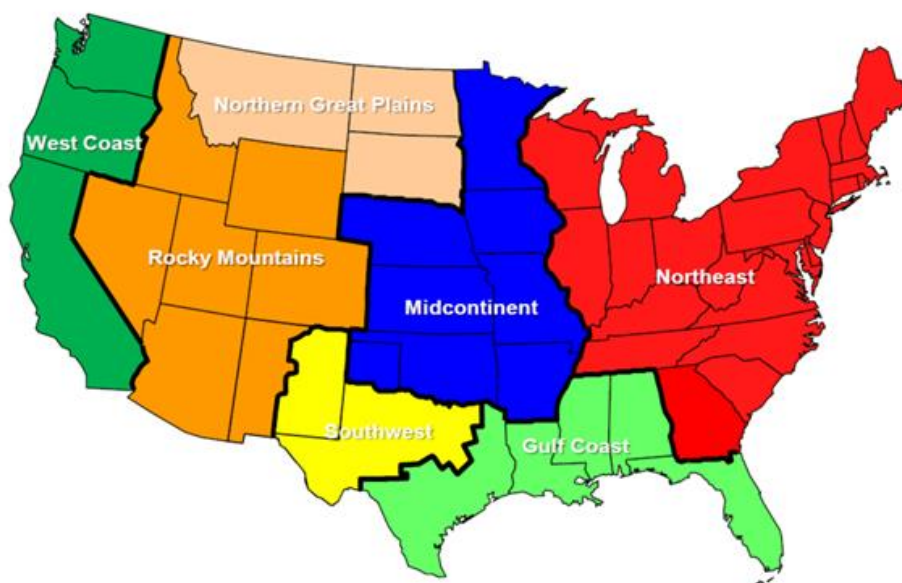 Northern Great Plains
West Coast
Rocky Mountains
Northeast
Midcontinent
Southwest
Gulf Coast